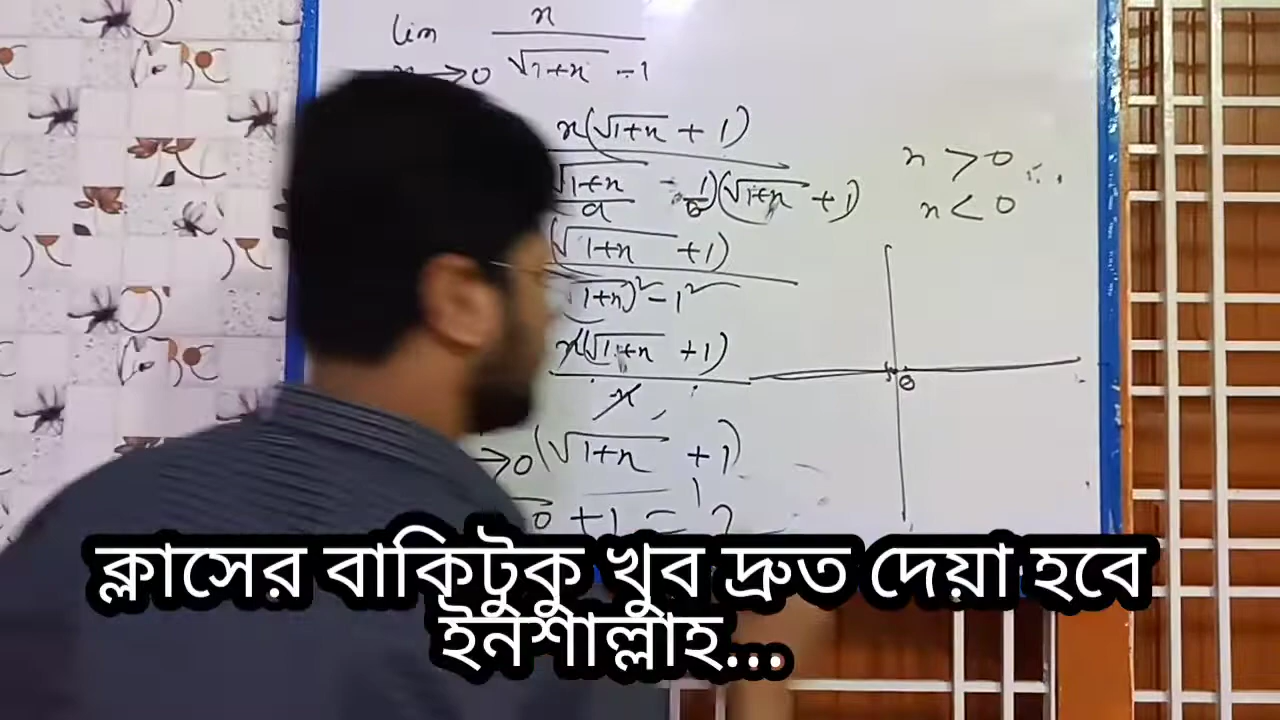 lim x→0 x / (√1+x - 1)
x(√1+x + 1)
√1+x - 1)(√1+x + 1)
a b
(√1+x + 1)
1+x)² - 1²
x(√1+x + 1)
x
→0 (√1+x + 1)
0 + 1 = 2
x > 0
x < 0
0
ক্লাসের বাকিটুকু খুব দ্রুত দেয়া হবে
ইনশাল্লাহ...